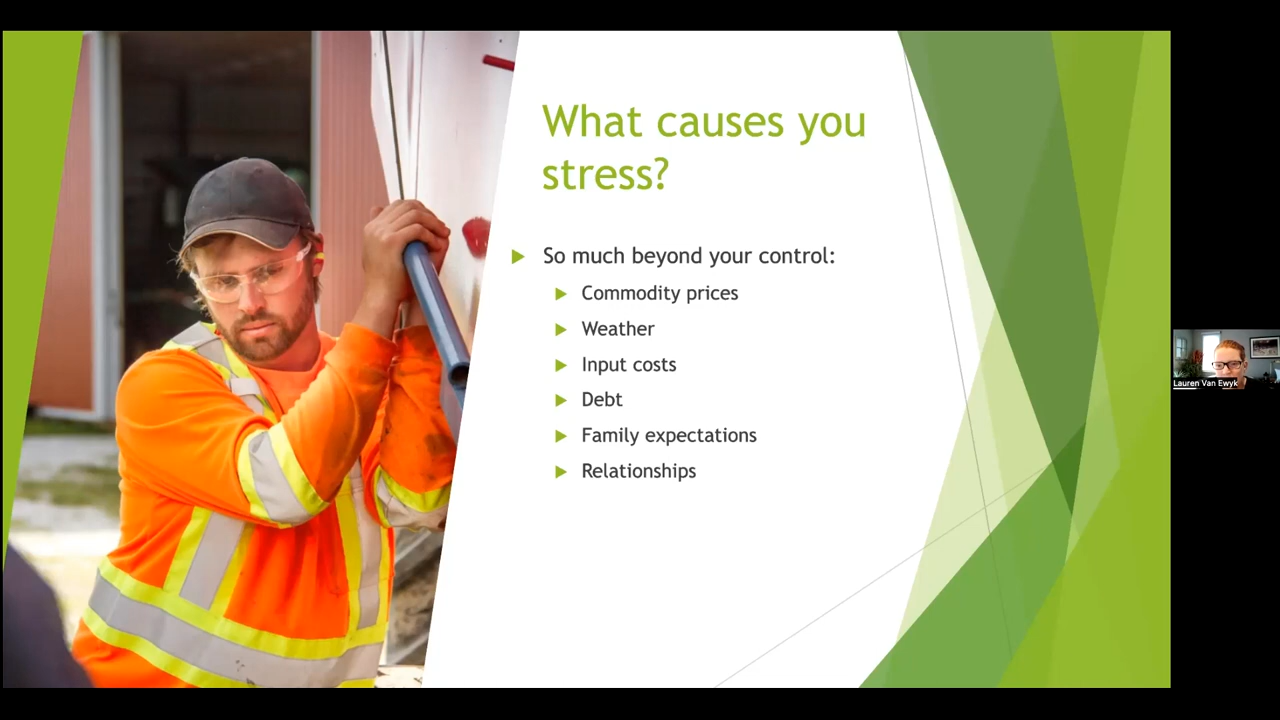 What causes you
stress?
So much beyond your control:
Commodity prices
Weather
Input costs
Debt
Family expectations
Relationships
Lauren Van Ewyk